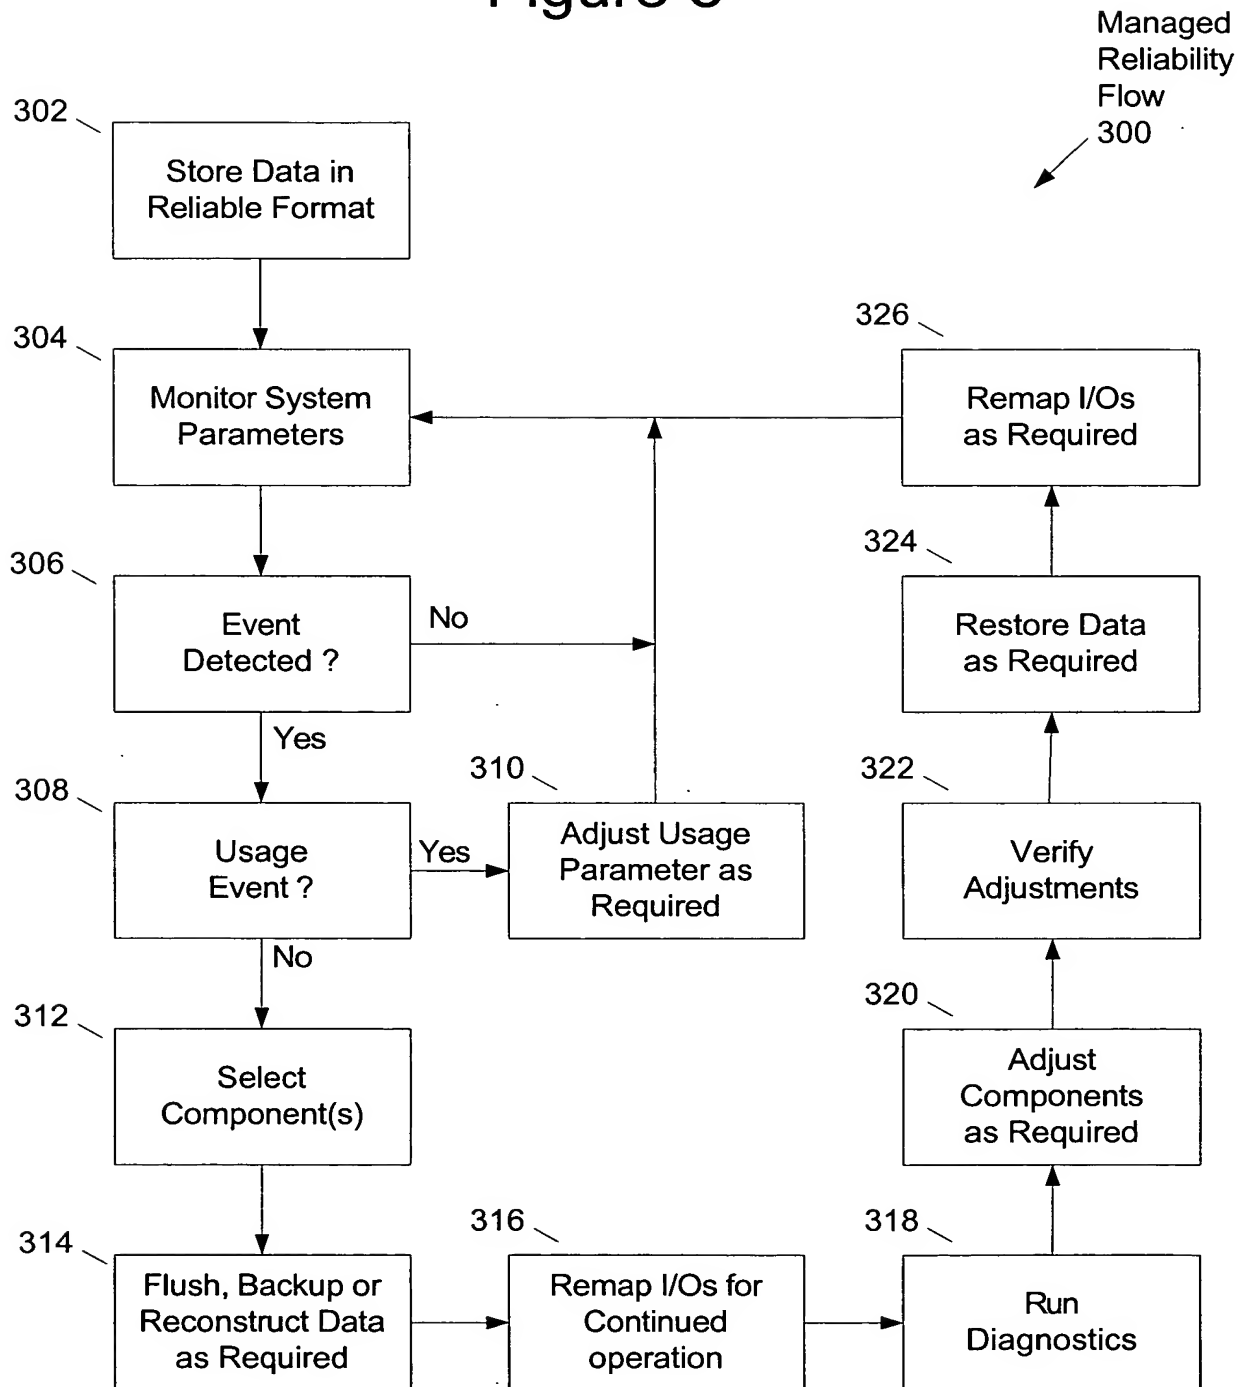 Managed
Reliability
Flow
300
302
Store Data in
Reliable Format
304
Monitor System
Parameters
326
Remap I/Os
as Required
306
Event
Detected ?
No
Yes
324
Restore Data
as Required
308
Usage
Event ?
Yes
No
310
Adjust Usage
Parameter as
Required
322
Verify
Adjustments
312
Select
Component(s)
320
Adjust
Components
as Required
314
Flush, Backup or
Reconstruct Data
as Required
316
Remap I/Os for
Continued
operation
318
Run
Diagnostics